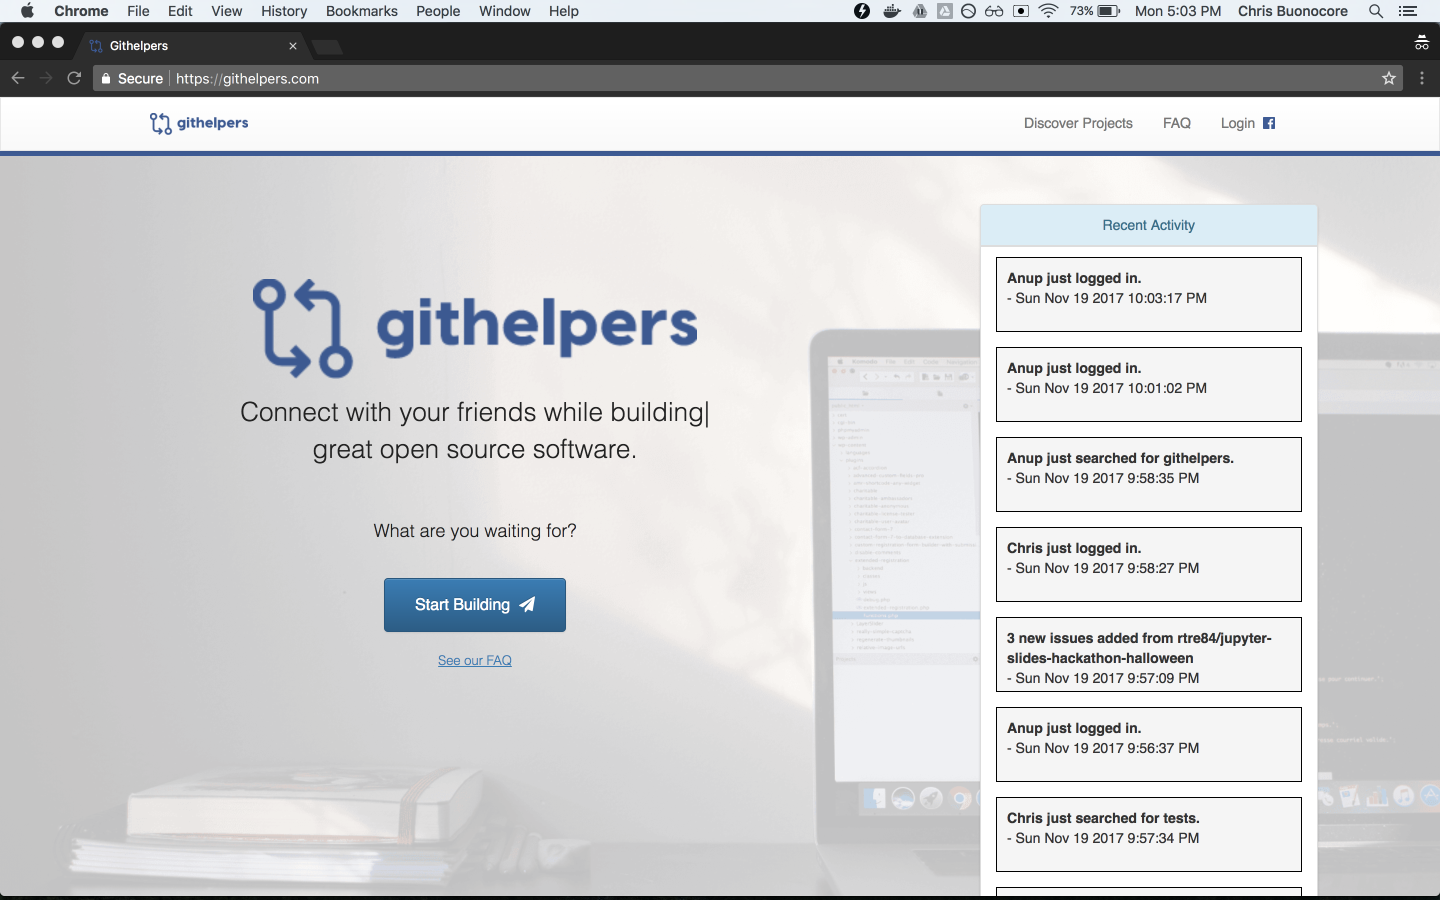 Chrome File Edit View History Bookmarks People Window Help 73% Mon 5:03 PM Chris Buonocore
Githelpers
Secure https://githelpers.com
githelpers Discover Projects FAQ Login
Recent Activity
githelpers
Connect with your friends while building|
great open source software.
What are you waiting for?
Start Building
See our FAQ
Anup just logged in.
- Sun Nov 19 2017 10:03:17 PM
Anup just logged in.
- Sun Nov 19 2017 10:01:02 PM
Anup just searched for githelpers.
- Sun Nov 19 2017 9:58:35 PM
Chris just logged in.
- Sun Nov 19 2017 9:58:27 PM
3 new issues added from rtre84/jupyter-
slides-hackathon-halloween
- Sun Nov 19 2017 9:57:09 PM
Anup just logged in.
- Sun Nov 19 2017 9:56:37 PM
Chris just searched for tests.
- Sun Nov 19 2017 9:57:34 PM